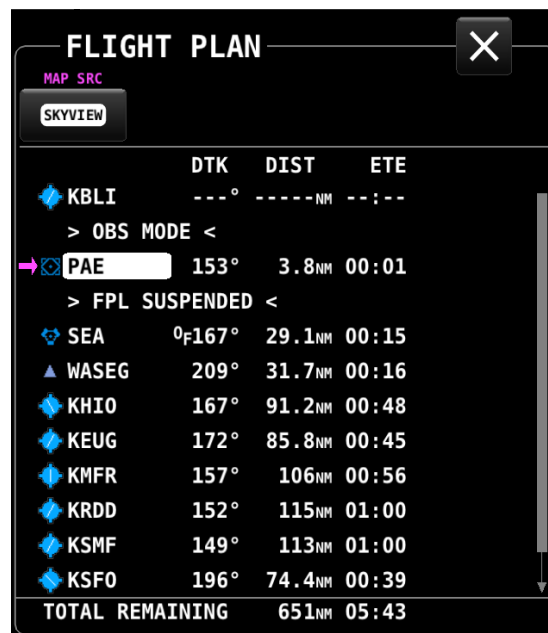 FLIGHT PLAN
MAP SRC
SKYVIEW
DTK DIST ETE
KBLI ---° -----NM --:--
> OBS MODE <
PAE 153° 3.8NM 00:01
> FPL SUSPENDED <
SEA 0F167° 29.1NM 00:15
WASEG 209° 31.7NM 00:16
KHIO 167° 91.2NM 00:48
KEUG 172° 85.8NM 00:45
KMFR 157° 106NM 00:56
KRDD 152° 115NM 01:00
KSMF 149° 113NM 01:00
KSFO 196° 74.4NM 00:39
TOTAL REMAINING 651NM 05:43